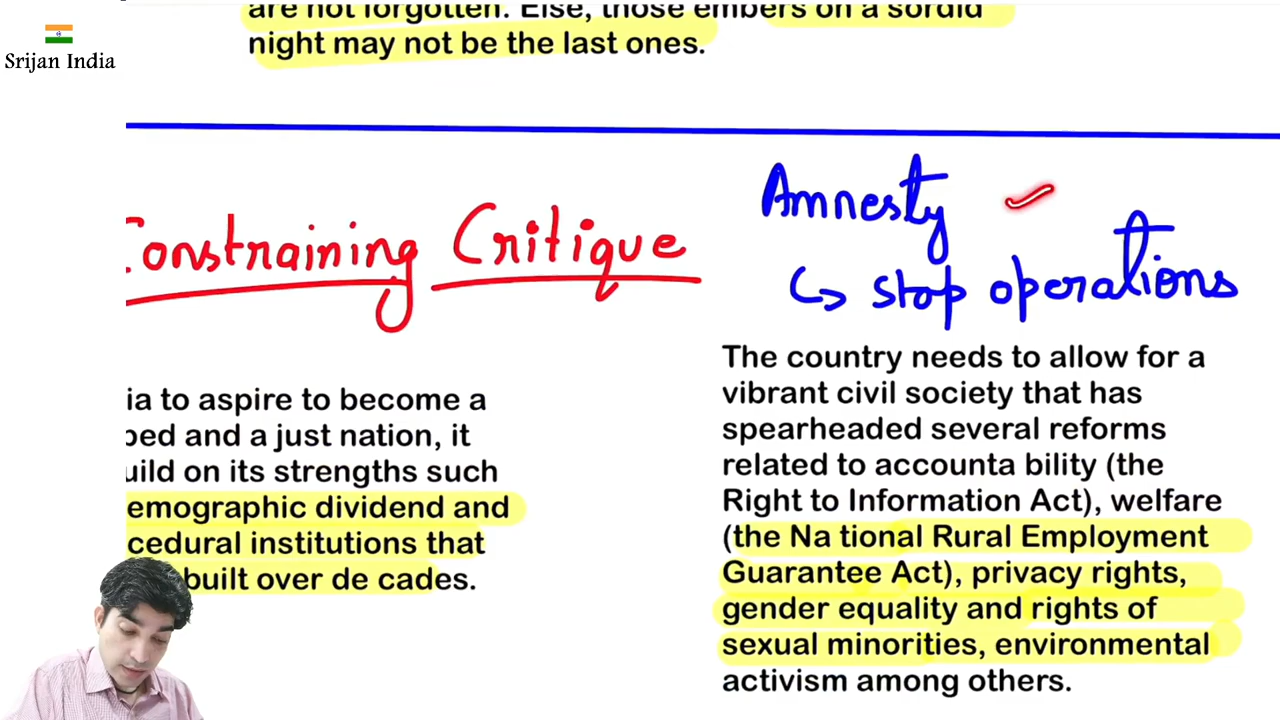 are not forgotten. Else, those embers on a sordid
night may not be the last ones.
Srijan India
Constraining Critique
Amnesty
↳ stop operations
ia to aspire to become a
ped and a just nation, it
uild on its strengths such
emographic dividend and
cedural institutions that
built over de cades.
The country needs to allow for a
vibrant civil society that has
spearheaded several reforms
related to accounta bility (the
Right to Information Act), welfare
(the Na tional Rural Employment
Guarantee Act), privacy rights,
gender equality and rights of
sexual minorities, environmental
activism among others.